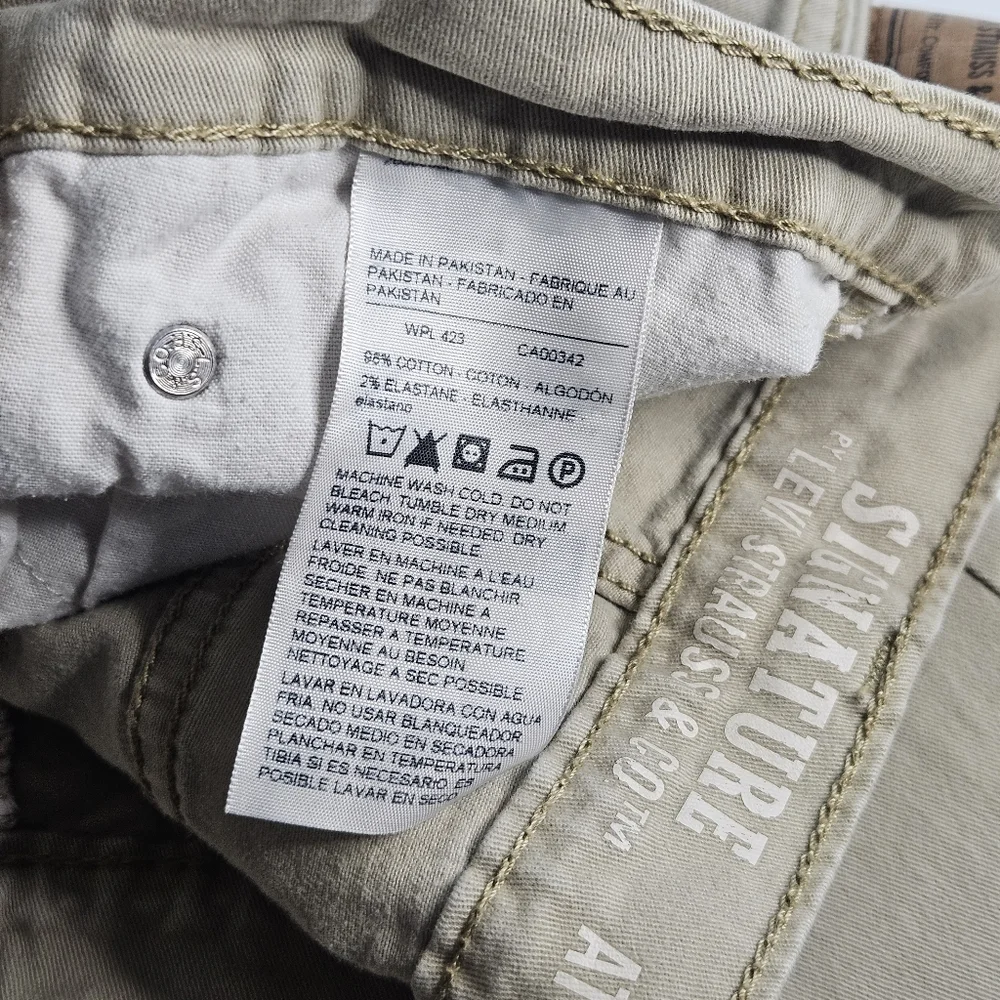 MADE IN PAKISTAN - FABRIQUE AU
PAKISTAN - FABRICADO EN
PAKISTAN
WPL 423 CA00342
98% COTTON - COTON - ALGODÓN
2% ELASTANE - ELASTHANNE
elastano
P
MACHINE WASH COLD DO NOT
BLEACH. TUMBLE DRY MEDIUM
WARM IRON IF NEEDED. DRY
CLEANING POSSIBLE.
LAVER EN MACHINE A L'EAU
FROIDE. NE PAS BLANCHIR
SECHER EN MACHINE A
TEMPERATURE MOYENNE
REPASSER A TEMPERATURE
MOYENNE AU BESOIN
NETTOYAGE A SEC POSSIBLE
LAVAR EN LAVADORA CON AGUA
FRIA. NO USAR BLANQUEADOR
SECADO MEDIO EN SECADORA
PLANCHAR EN TEMPERATURA
TIBIA SI ES NECESARIO. ES
POSIBLE LAVAR EN SECO
SIGNATURE
BY LEVI STRAUSS & CO™
AT
STRAUSS &